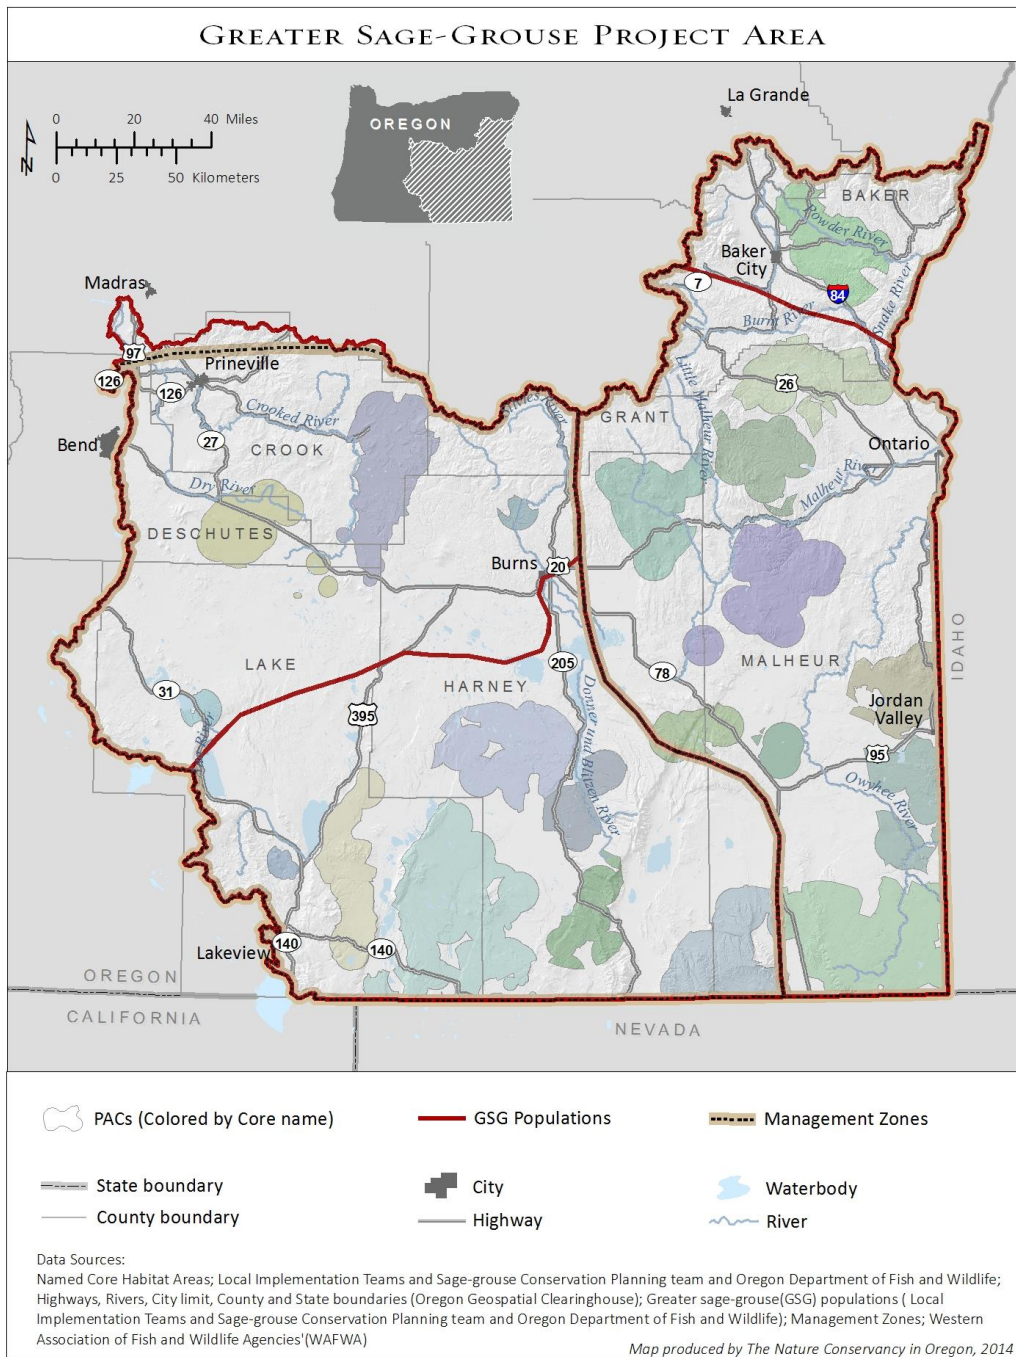 GREATER SAGE-GROUSE PROJECT AREA
0 20 40 Miles
0 25 50 Kilometers
N
OREGON
La Grande
BAKER
Powder River
Baker
City
7
84
Snake River
Burnt River
Madras
97
126
Prineville
126
26
Little Malheur River
Silvies River
GRANT
Crooked River
27
CROOK
Bend
Ontario
Malheur River
Dry River
DESCHUTES
Burns
20
IDAHO
LAKE
205
78
MALHEUR
HARNEY
31
395
Jordan
Valley
95
River
Donner und Blitzen River
Owyhee River
Lakeview
140
140
OREGON
CALIFORNIA
NEVADA
PACs (Colored by Core name)
GSG Populations
Management Zones
State boundary
City
Waterbody
County boundary
Highway
River
Data Sources:
Named Core Habitat Areas; Local Implementation Teams and Sage-grouse Conservation Planning team and Oregon Department of Fish and Wildlife;
Highways, Rivers, City limit, County and State boundaries (Oregon Geospatial Clearinghouse); Greater sage-grouse(GSG) populations ( Local
Implementation Teams and Sage-grouse Conservation Planning team and Oregon Department of Fish and Wildlife); Management Zones; Western
Association of Fish and Wildlife Agencies'(WAFWA)
Map produced by The Nature Conservancy in Oregon, 2014